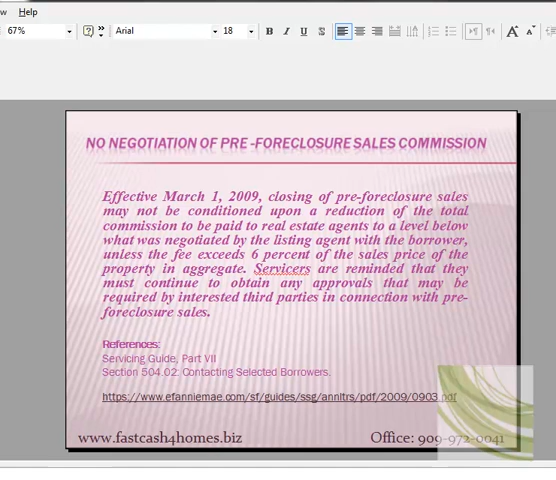 w Help
67% Arial 18 B I U S A A
NO NEGOTIATION OF PRE -FORECLOSURE SALES COMMISSION
Effective March 1, 2009, closing of pre-foreclosure sales
may not be conditioned upon a reduction of the total
commission to be paid to real estate agents to a level below
what was negotiated by the listing agent with the borrower,
unless the fee exceeds 6 percent of the sales price of the
property in aggregate. Servicers are reminded that they
must continue to obtain any approvals that may be
required by interested third parties in connection with pre-
foreclosure sales.
References:
Servicing Guide, Part VII
Section 504.02: Contacting Selected Borrowers.
https://www.efanniemae.com/sf/guides/ssg/annltrs/pdf/2009/0903.pdf
www.fastcash4homes.biz Office: 909-972-0041